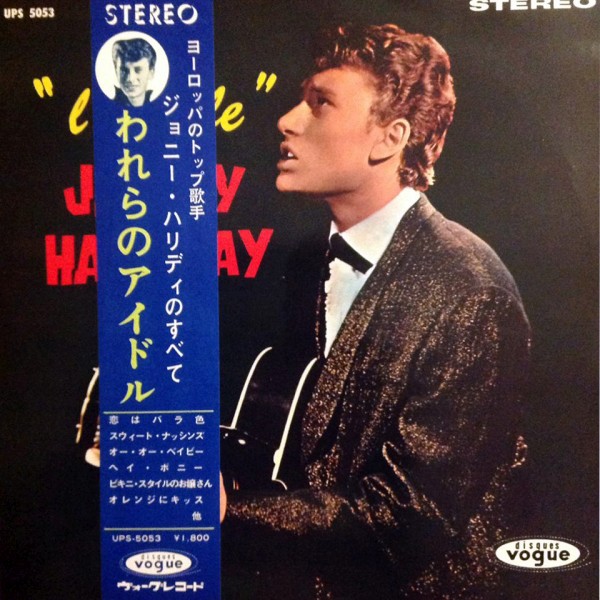 UPS 5053
STEREO
STEREO
ヨーロッパのトップ歌手
ジョニー・ハリディのすべて
われらのアイドル
恋はバラ色
スウィート・ナッシンズ
オー・オー・ベイビー
ヘイ・ポニー
ビキニ・スタイルのお嬢さん
オレンジにキッス
他
UPS-5053 ¥1,800
disques
vogue
ヴォーグレコード
disques
vogue